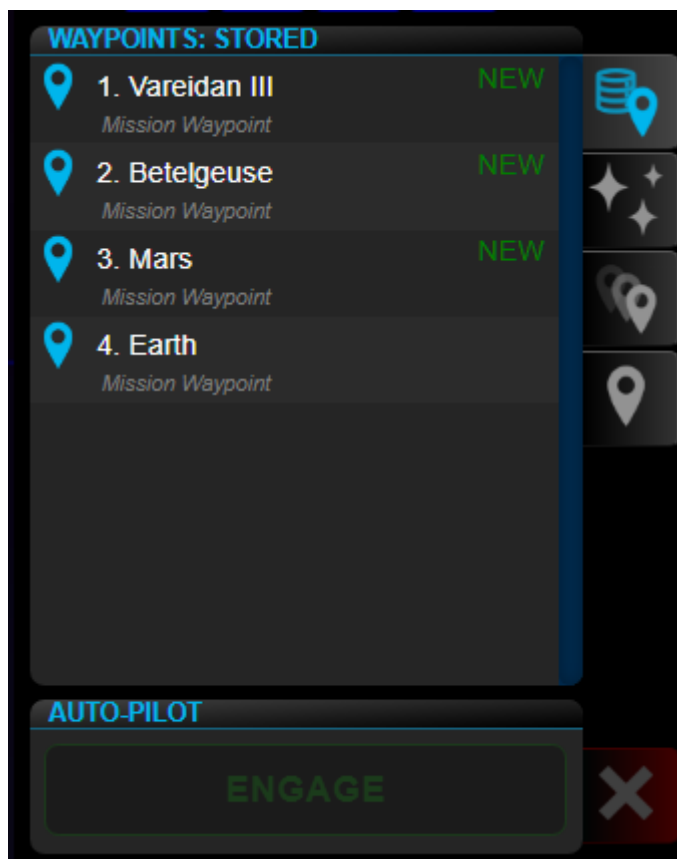 WAYPOINTS: STORED
1. Vareidan III NEW
Mission Waypoint
2. Betelgeuse NEW
Mission Waypoint
3. Mars NEW
Mission Waypoint
4. Earth
Mission Waypoint
AUTO-PILOT
ENGAGE